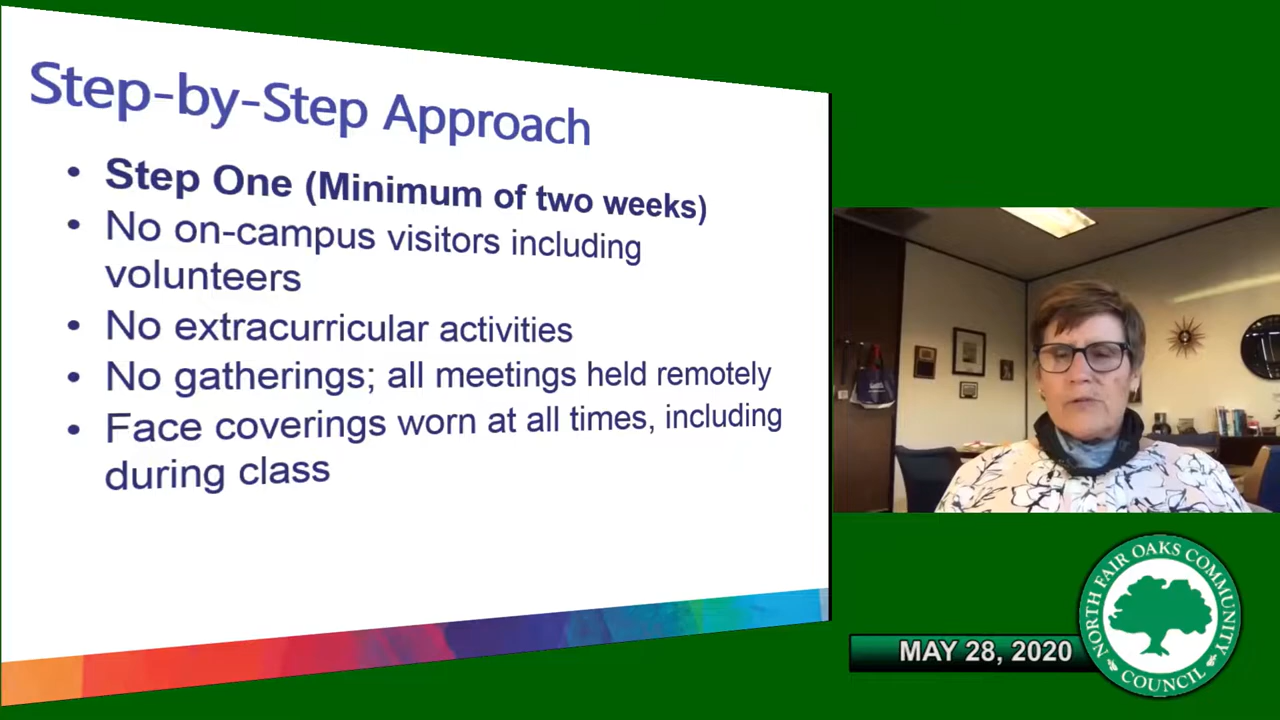 Step-by-Step Approach
• Step One (Minimum of two weeks)
• No on-campus visitors including
volunteers
• No extracurricular activities
• No gatherings; all meetings held remotely
• Face coverings worn at all times, including
during class
MAY 28, 2020
NORTH FAIR OAKS COMMUNITY
COUNCIL